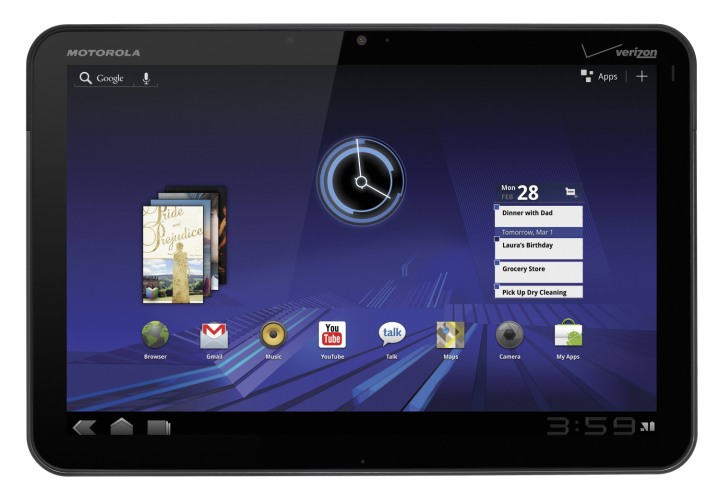 MOTOROLA
verizon
Google
Apps
Mon
FEB
28
Dinner with Dad
Tomorrow, Mar 1
Laura's Birthday
Grocery Store
Pick Up Dry Cleaning
Pride
and
Prejudice
Browser
Gmail
Music
You
Tube
YouTube
talk
Talk
Maps
Camera
My Apps
3:59